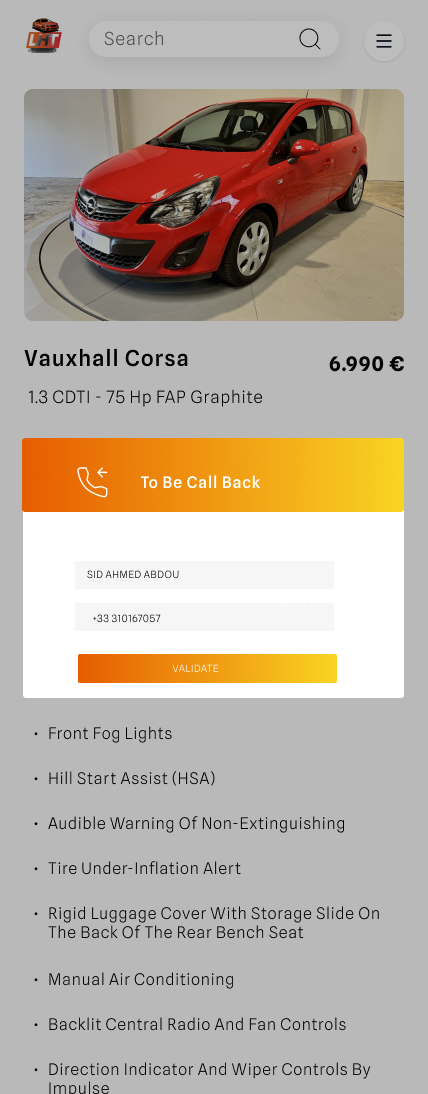 LHT
Search
Vauxhall Corsa
6.990 €
1.3 CDTI - 75 Hp FAP Graphite
To Be Call Back
SID AHMED ABDOU
+33 310167057
VALIDATE
• Front Fog Lights
• Hill Start Assist (HSA)
• Audible Warning Of Non-Extinguishing
• Tire Under-Inflation Alert
• Rigid Luggage Cover With Storage Slide On
The Back Of The Rear Bench Seat
• Manual Air Conditioning
• Backlit Central Radio And Fan Controls
• Direction Indicator And Wiper Controls By
Impulse